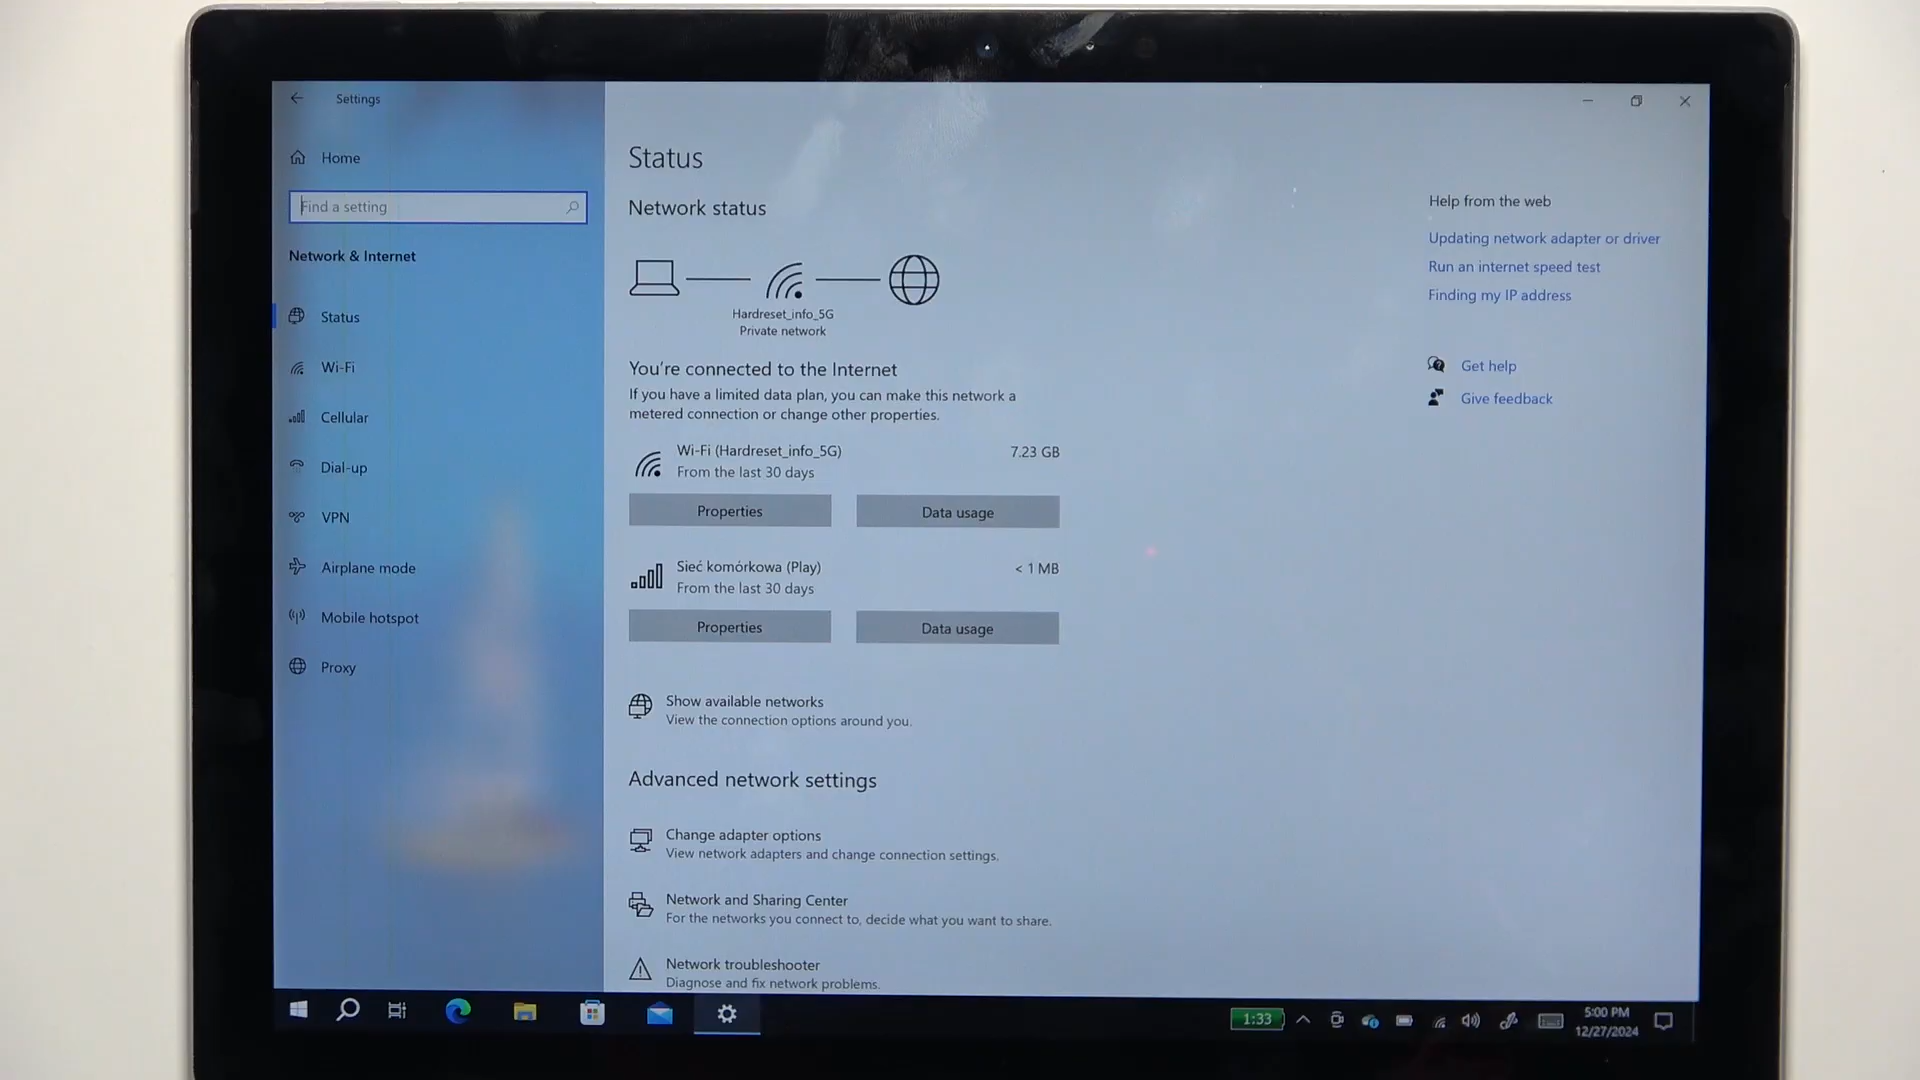 Settings
Home
Find a setting
Network & Internet
Status
Wi-Fi
Cellular
Dial-up
VPN
Airplane mode
Mobile hotspot
Proxy
Status
Network status
Hardreset_info_5G
Private network
You're connected to the Internet
If you have a limited data plan, you can make this network a
metered connection or change other properties.
Wi-Fi (Hardreset_info_5G)
7.23 GB
From the last 30 days
Properties
Data usage
Sieć komórkowa (Play)
< 1 MB
From the last 30 days
Properties
Data usage
Show available networks
View the connection options around you.
Advanced network settings
Change adapter options
View network adapters and change connection settings.
Network and Sharing Center
For the networks you connect to, decide what you want to share.
Network troubleshooter
Diagnose and fix network problems.
Help from the web
Updating network adapter or driver
Run an internet speed test
Finding my IP address
Get help
Give feedback
1:33
5:00 PM
12/27/2024